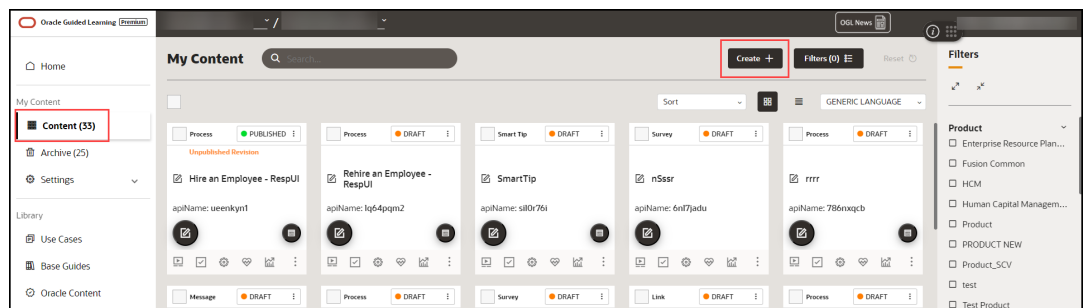 Oracle Guided Learning Premium
/
OGL News
Home
My Content
Content (33)
Archive (25)
Settings
Library
Use Cases
Base Guides
Oracle Content
My Content
Search...
Create +
Filters (0)
Reset
Sort
GENERIC LANGUAGE
Process PUBLISHED
Unpublished Revision
Hire an Employee - RespUI
apiName: ueenkyn1
Process DRAFT
Rehire an Employee -
RespUI
apiName: lq64pqm2
Smart Tip DRAFT
SmartTip
apiName: sil0r76i
Survey DRAFT
nSssr
apiName: 6nl7jadu
Process DRAFT
rrrr
apiName: 786nxqcb
Message DRAFT
Process DRAFT
Survey DRAFT
Link DRAFT
Process DRAFT
Filters
Product
Enterprise Resource Plan...
Fusion Common
HCM
Human Capital Managem...
Product
PRODUCT NEW
Product_SCV
test
Test Product